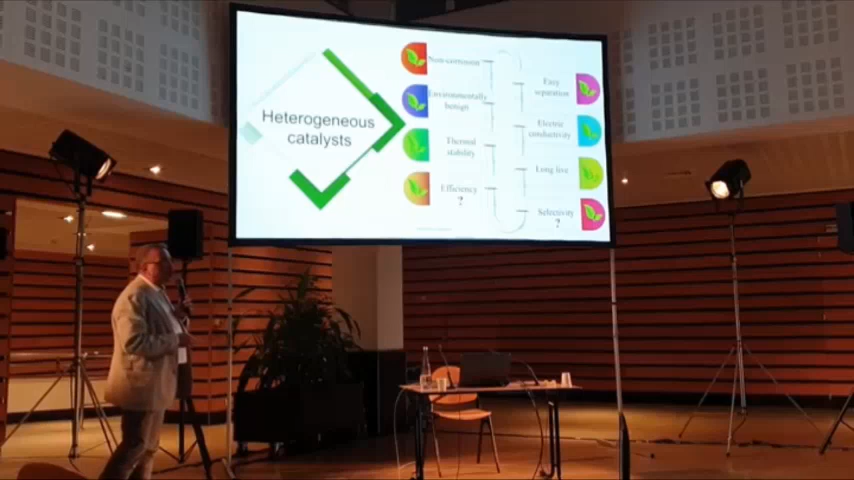 Heterogeneous
catalysts
Non-corrosion
Environmentally
benign
Thermal
stability
Efficiency
?
Easy
separation
Electric
conductivity
Long live
Selectivity
?